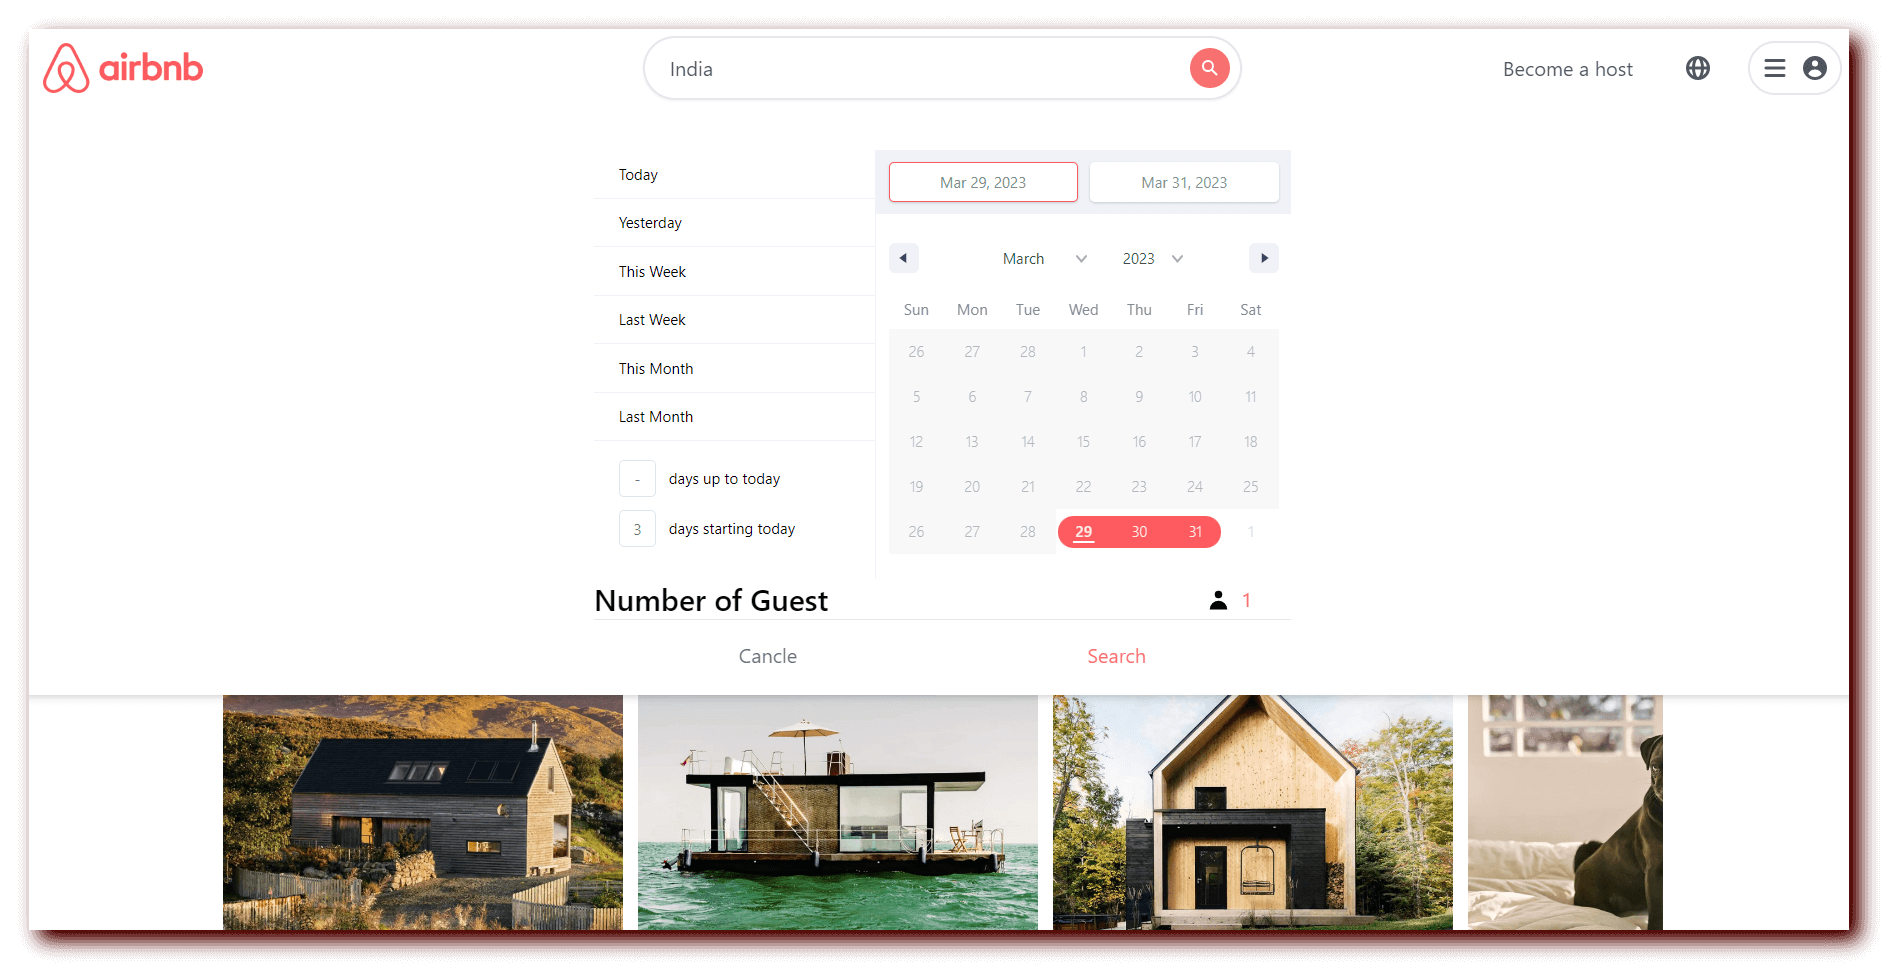 airbnb
India
Become a host
Today
Yesterday
This Week
Last Week
This Month
Last Month
- days up to today
3 days starting today
Mar 29, 2023 Mar 31, 2023
March 2023
Sun Mon Tue Wed Thu Fri Sat
26 27 28 1 2 3 4
5 6 7 8 9 10 11
12 13 14 15 16 17 18
19 20 21 22 23 24 25
26 27 28 29 30 31 1
Number of Guest 1
Cancle Search